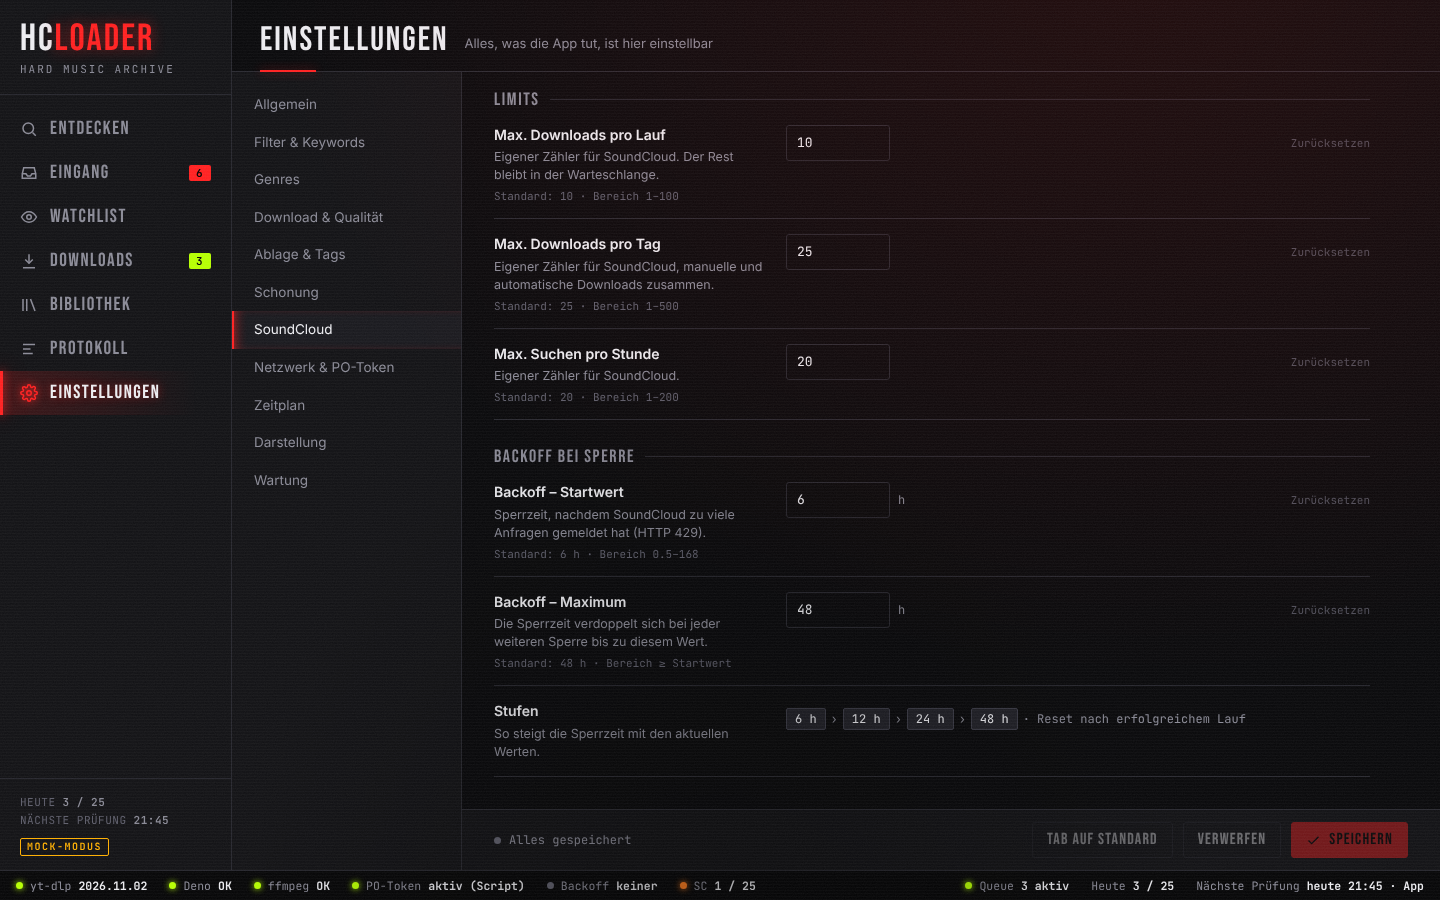 HCLOADER
HARD MUSIC ARCHIVE
ENTDECKEN
EINGANG 6
WATCHLIST
DOWNLOADS 3
BIBLIOTHEK
PROTOKOLL
EINSTELLUNGEN
HEUTE 3 / 25
NÄCHSTE PRÜFUNG 21:45
MOCK-MODUS
EINSTELLUNGEN Alles, was die App tut, ist hier einstellbar
Allgemein
Filter & Keywords
Genres
Download & Qualität
Ablage & Tags
Schonung
SoundCloud
Netzwerk & PO-Token
Zeitplan
Darstellung
Wartung
LIMITS
Max. Downloads pro Lauf
Eigener Zähler für SoundCloud. Der Rest
bleibt in der Warteschlange.
Standard: 10 · Bereich 1–100
10
Zurücksetzen
Max. Downloads pro Tag
Eigener Zähler für SoundCloud, manuelle und
automatische Downloads zusammen.
Standard: 25 · Bereich 1–500
25
Zurücksetzen
Max. Suchen pro Stunde
Eigener Zähler für SoundCloud.
Standard: 20 · Bereich 1–200
20
Zurücksetzen
BACKOFF BEI SPERRE
Backoff – Startwert
Sperrzeit, nachdem SoundCloud zu viele
Anfragen gemeldet hat (HTTP 429).
Standard: 6 h · Bereich 0.5–168
6 h
Zurücksetzen
Backoff – Maximum
Die Sperrzeit verdoppelt sich bei jeder
weiteren Sperre bis zu diesem Wert.
Standard: 48 h · Bereich ≥ Startwert
48 h
Zurücksetzen
Stufen
So steigt die Sperrzeit mit den aktuellen
Werten.
6 h › 12 h › 24 h › 48 h · Reset nach erfolgreichem Lauf
Alles gespeichert
TAB AUF STANDARD
VERWERFEN
SPEICHERN
yt-dlp 2026.11.02 Deno OK ffmpeg OK PO-Token aktiv (Script) Backoff keiner SC 1 / 25 Queue 3 aktiv Heute 3 / 25 Nächste Prüfung heute 21:45 · App